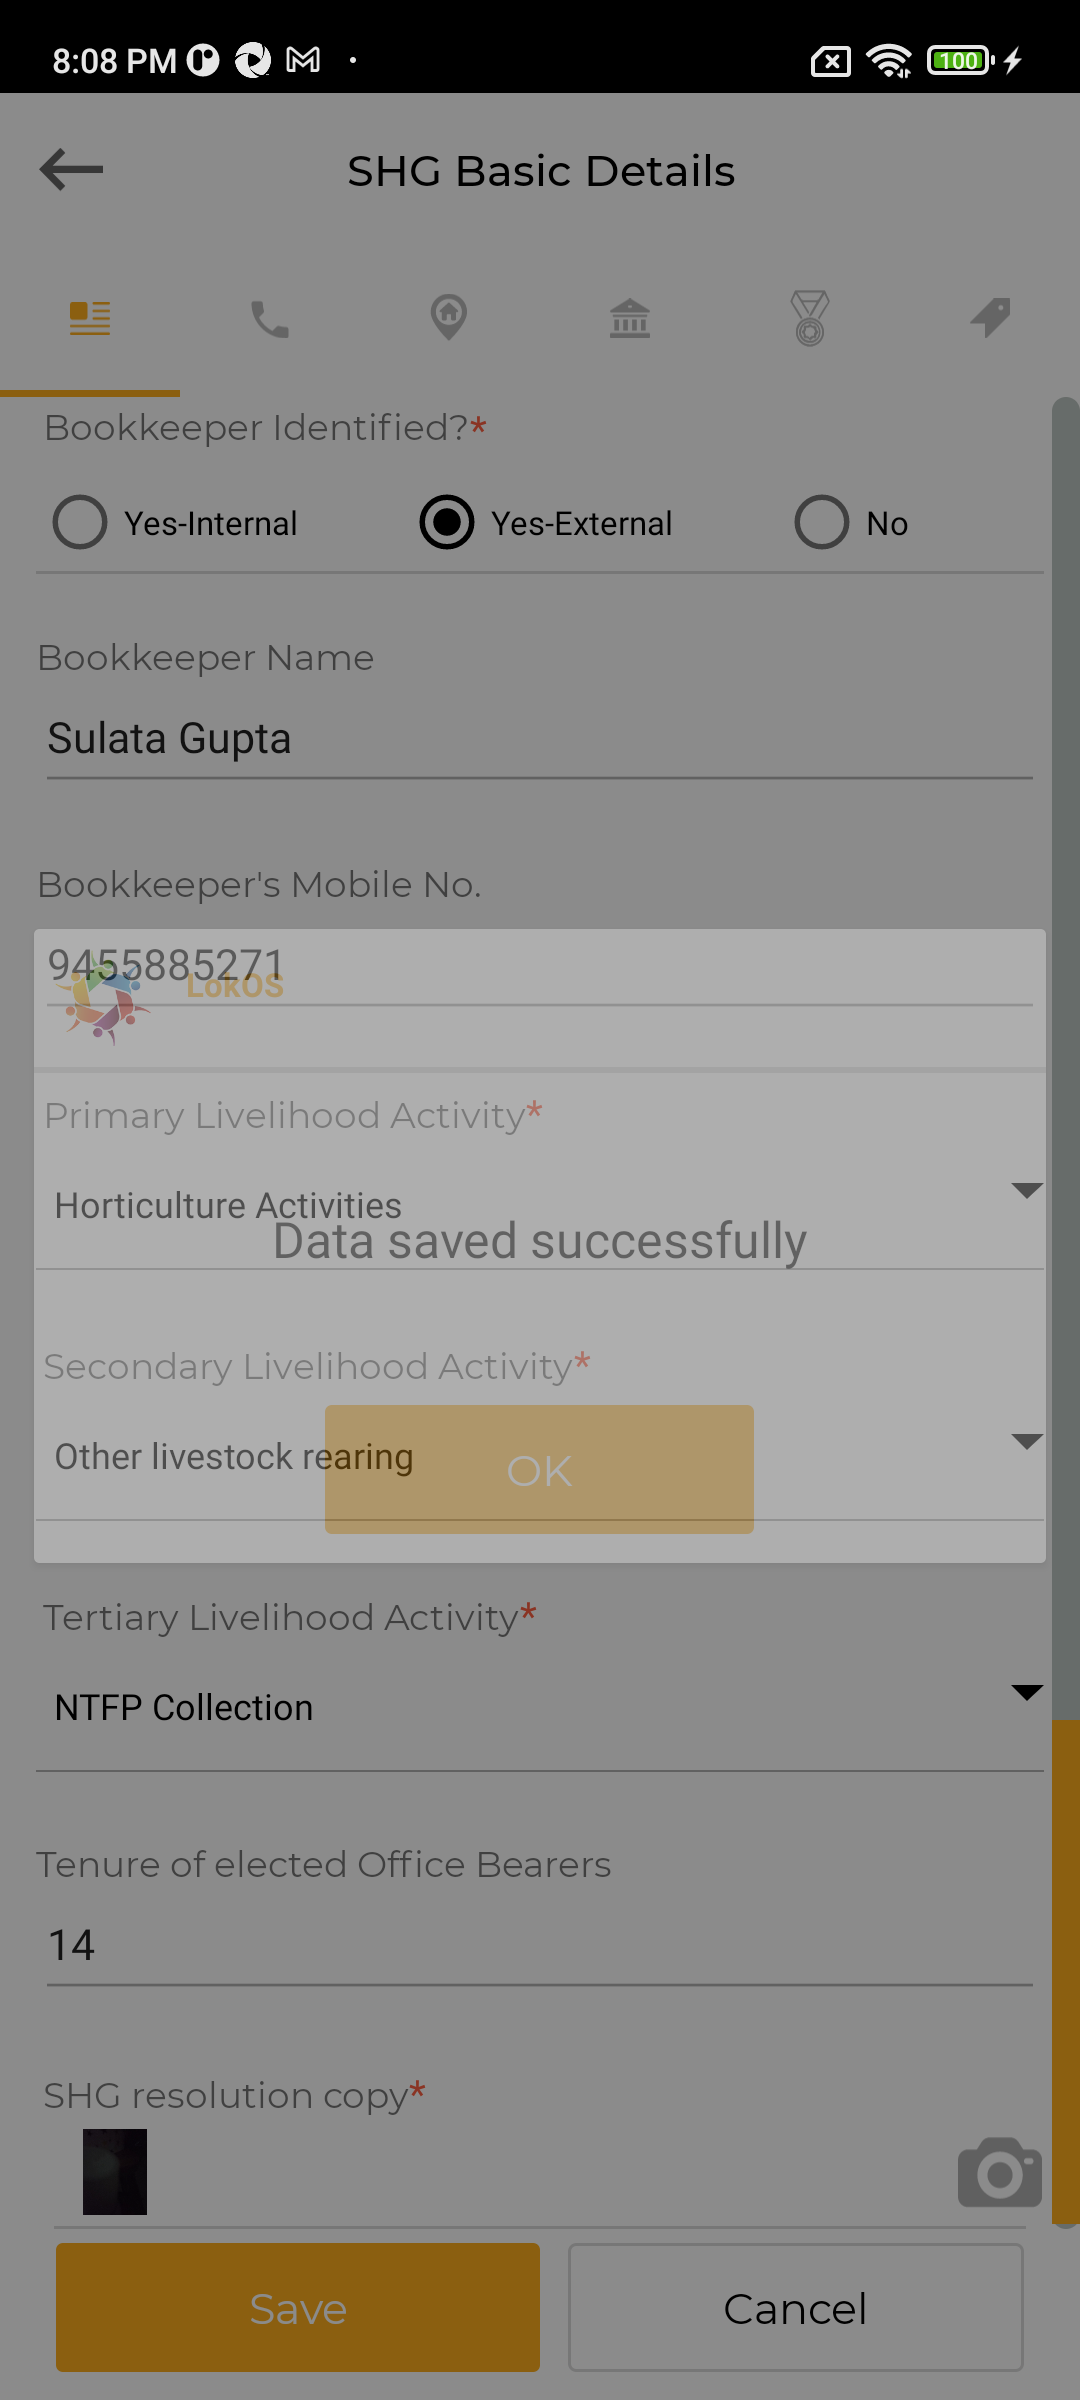 8:08 PM
100
SHG Basic Details
Bookkeeper Identified?*
Yes-Internal
Yes-External
No
Bookkeeper Name
Sulata Gupta
Bookkeeper's Mobile No.
9455885271
LokOS
Primary Livelihood Activity*
Horticulture Activities
Data saved successfully
Secondary Livelihood Activity*
Other livestock rearing
OK
Tertiary Livelihood Activity*
NTFP Collection
Tenure of elected Office Bearers
14
SHG resolution copy*
Save
Cancel